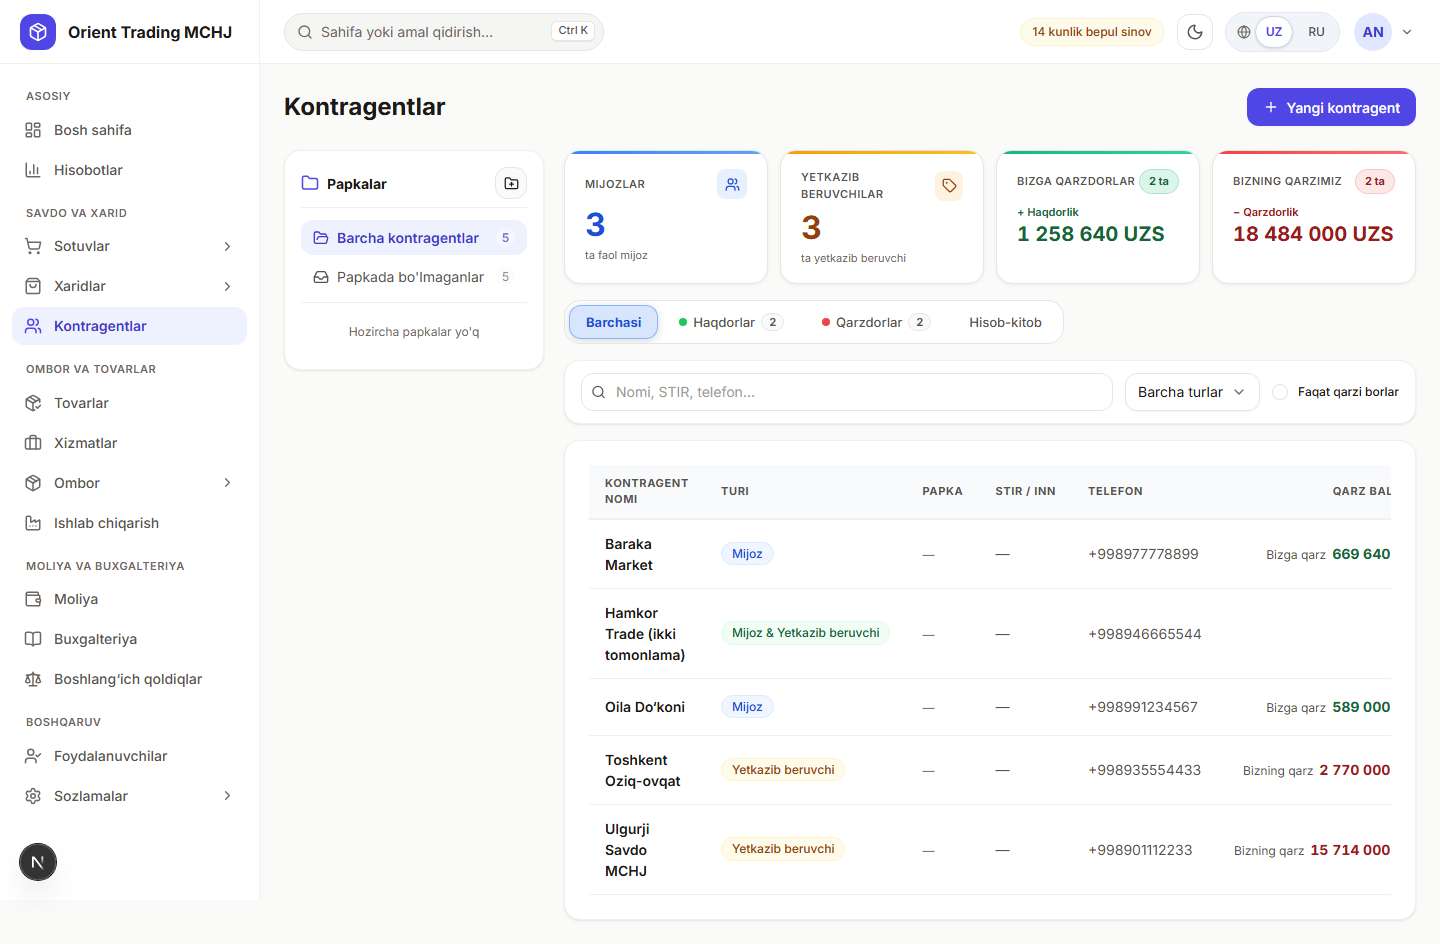 Orient Trading MCHJ
Sahifa yoki amal qidirish...
Ctrl K
14 kunlik bepul sinov
UZ
RU
AN
ASOSIY
Bosh sahifa
Hisobotlar
SAVDO VA XARID
Sotuvlar
Xaridlar
Kontragentlar
OMBOR VA TOVARLAR
Tovarlar
Xizmatlar
Ombor
Ishlab chiqarish
MOLIYA VA BUXGALTERIYA
Moliya
Buxgalteriya
Boshlang‘ich qoldiqlar
BOSHQARUV
Foydalanuvchilar
Sozlamalar
N
Kontragentlar
+ Yangi kontragent
Papkalar
Barcha kontragentlar 5
Papkada bo'lmaganlar 5
Hozircha papkalar yo'q
MIJOZLAR
3
ta faol mijoz
YETKAZIB
BERUVCHILAR
3
ta yetkazib beruvchi
BIZGA QARZDORLAR 2 ta
+ Haqdorlik
1 258 640 UZS
BIZNING QARZIMIZ 2 ta
− Qarzdorlik
18 484 000 UZS
Barchasi
Haqdorlar 2
Qarzdorlar 2
Hisob-kitob
Nomi, STIR, telefon...
Barcha turlar
Faqat qarzi borlar
KONTRAGENT
NOMI
TURI
PAPKA
STIR / INN
TELEFON
QARZ BAL
Baraka
Market
Mijoz
—
—
+998977778899
Bizga qarz 669 640
Hamkor
Trade (ikki
tomonlama)
Mijoz & Yetkazib beruvchi
—
—
+998946665544
Oila Do‘koni
Mijoz
—
—
+998991234567
Bizga qarz 589 000
Toshkent
Oziq-ovqat
Yetkazib beruvchi
—
—
+998935554433
Bizning qarz 2 770 000
Ulgurji
Savdo
MCHJ
Yetkazib beruvchi
—
—
+998901112233
Bizning qarz 15 714 000